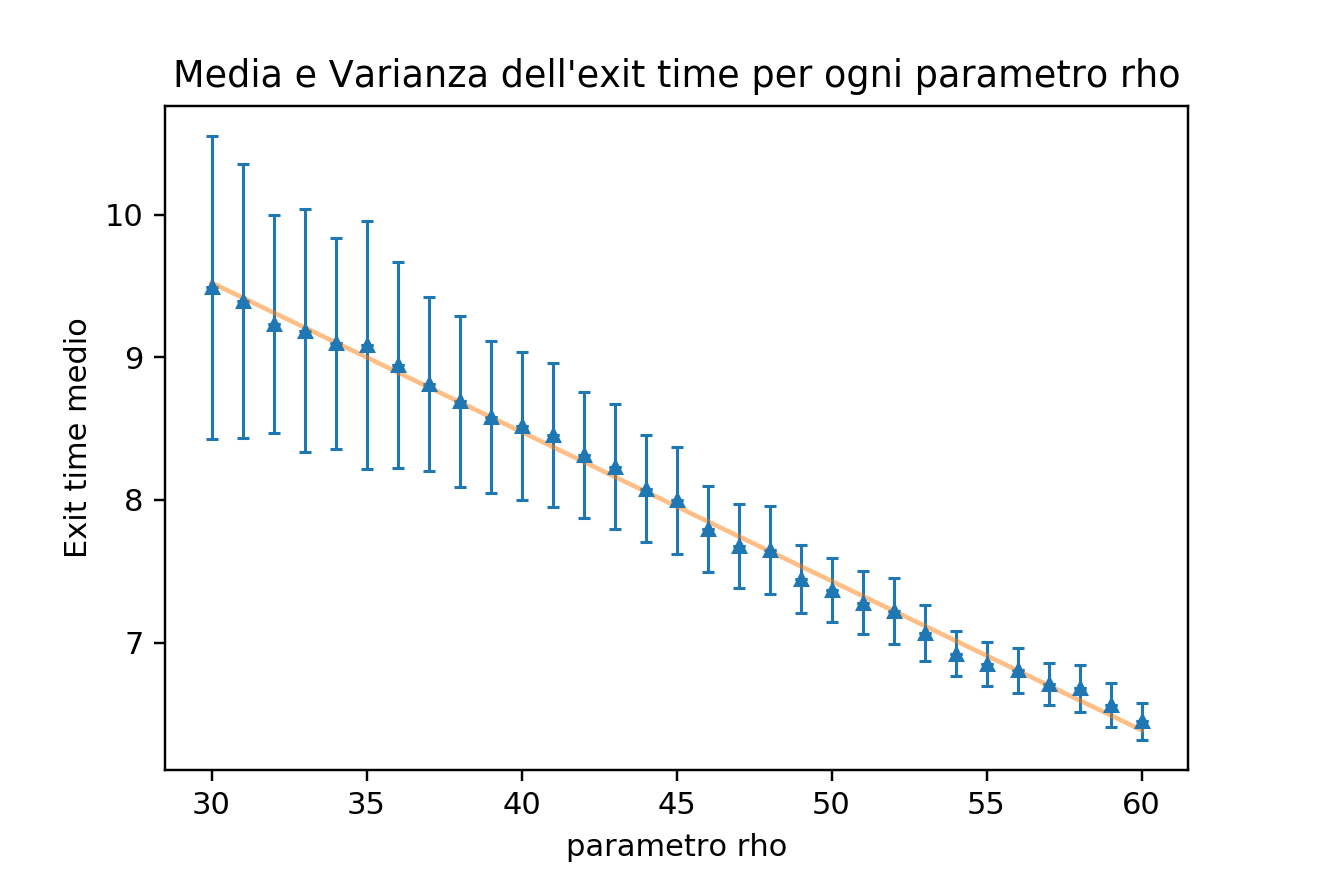 Media e Varianza dell'exit time per ogni parametro rho
Exit time medio
10
9
8
7
30 35 40 45 50 55 60
parametro rho